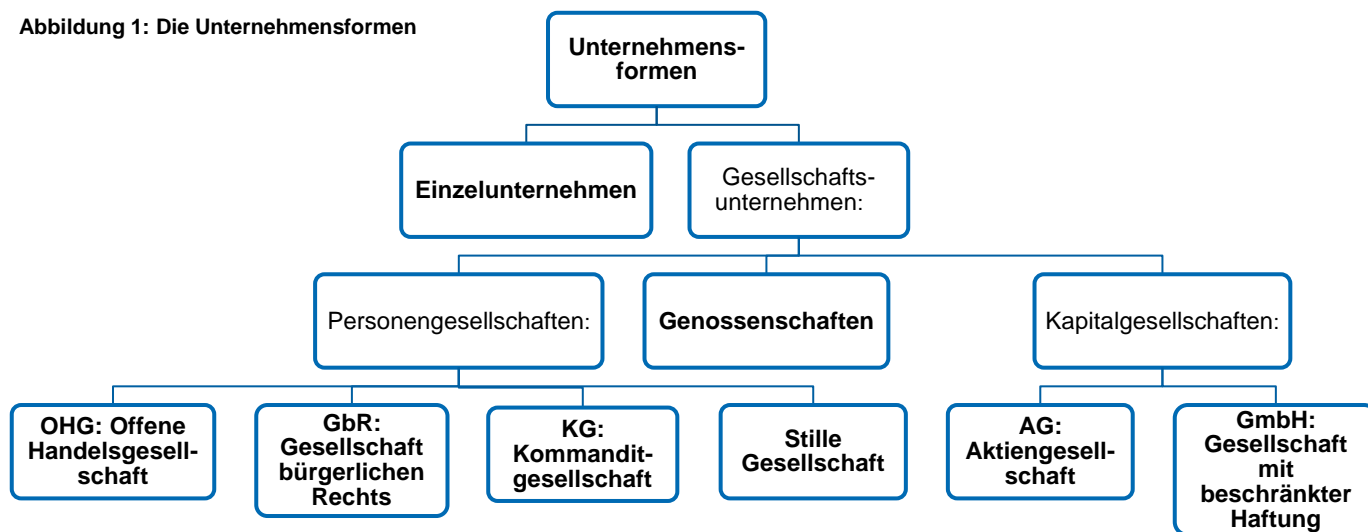 Abbildung 1: Die Unternehmensformen
Unternehmens-
formen
Einzelunternehmen
Gesellschafts-
unternehmen:
Personengesellschaften:
Genossenschaften
Kapitalgesellschaften:
OHG: Offene
Handelsgesell-
schaft
GbR:
Gesellschaft
bürgerlichen
Rechts
KG:
Kommandit-
gesellschaft
Stille
Gesellschaft
AG:
Aktiengesell-
schaft
GmbH:
Gesellschaft
mit
beschränkter
Haftung